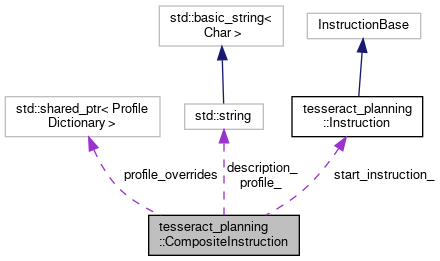 std::basic_string<
Char >
InstructionBase
std::shared_ptr< Profile
Dictionary >
std::string
tesseract_planning
::Instruction
profile_overrides
description_
profile_
start_instruction_
tesseract_planning
::CompositeInstruction